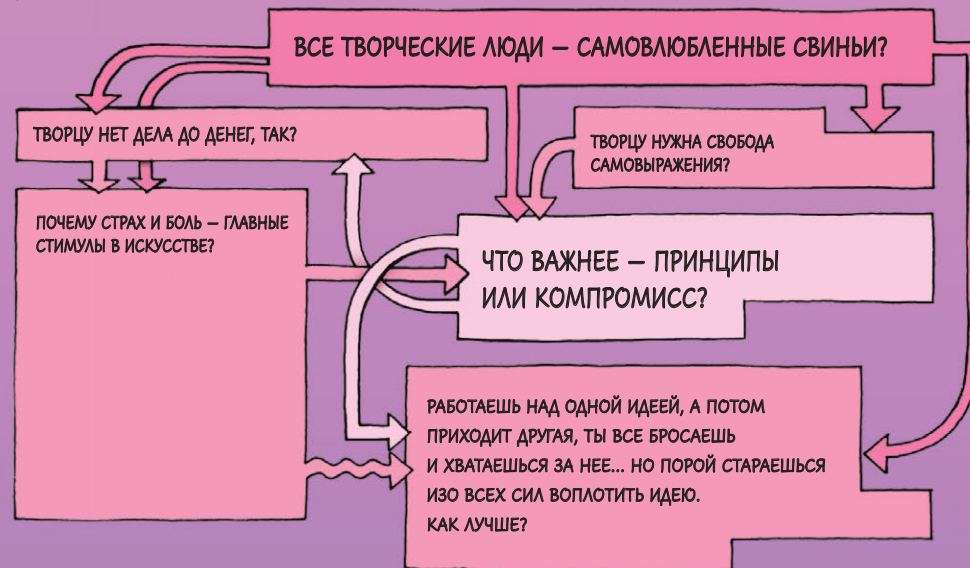 ВСЕ ТВОРЧЕСКИЕ ЛЮДИ – САМОВЛЮБЛЕННЫЕ СВИНЬИ?
ТВОРЦУ НЕТ ДЕЛА ДО ДЕНЕГ, ТАК?
ТВОРЦУ НУЖНА СВОБОДА
САМОВЫРАЖЕНИЯ?
ПОЧЕМУ СТРАХ И БОЛЬ – ГЛАВНЫЕ
СТИМУЛЫ В ИСКУССТВЕ?
ЧТО ВАЖНЕЕ – ПРИНЦИПЫ
ИЛИ КОМПРОМИСС?
РАБОТАЕШЬ НАД ОДНОЙ ИДЕЕЙ, А ПОТОМ
ПРИХОДИТ ДРУГАЯ, ТЫ ВСЕ БРОСАЕШЬ
И ХВАТАЕШЬСЯ ЗА НЕЕ... НО ПОРОЙ СТАРАЕШЬСЯ
ИЗО ВСЕХ СИЛ ВОПЛОТИТЬ ИДЕЮ.
КАК ЛУЧШЕ?